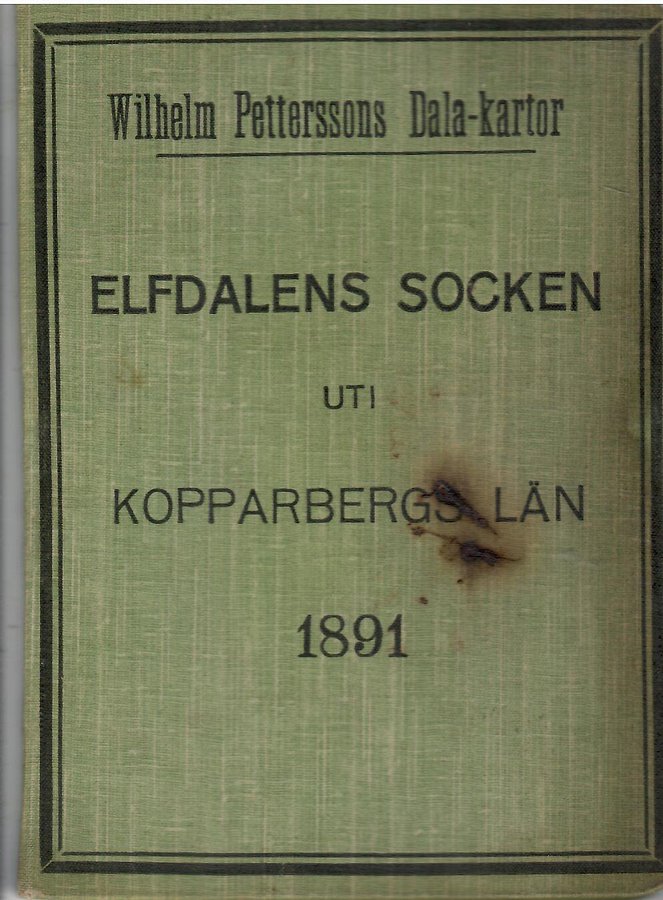 Wilhelm Petterssons Dala-kartor
ELFDALENS SOCKEN
UTI
KOPPARBERGS LÄN
1891